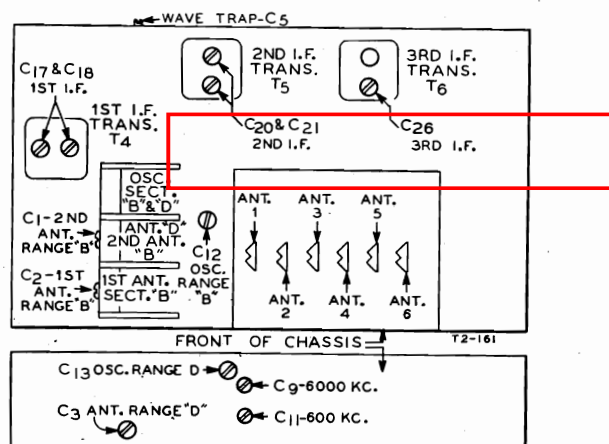 WAVE TRAP-C5
2ND I.F.
TRANS.
T5
3RD I.F.
TRANS.
T6
C17 & C18
1ST I.F.
1ST I.F.
TRANS.
T4
C20 & C21
2ND I.F.
C26
3RD I.F.
OSC.
SECT.
"B"&"D"
C1-2ND
ANT.
RANGE"B"
ANT."D"
2ND ANT.
"B"
C12
OSC.
RANGE
"B"
C2-1ST
ANT.
RANGE"B"
1ST ANT.
SECT."B"
ANT.
1
ANT.
3
ANT.
5
ANT.
2
ANT.
4
ANT.
6
FRONT OF CHASSIS
T2-161
C13 OSC. RANGE D
C9-6000 KC.
C3 ANT. RANGE"D"
C11-600 KC.